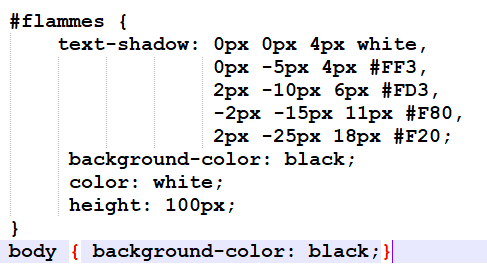 #flammes {
text-shadow: 0px 0px 4px white,
0px -5px 4px #FF3,
2px -10px 6px #FD3,
-2px -15px 11px #F80,
2px -25px 18px #F20;
background-color: black;
color: white;
height: 100px;
}
body { background-color: black;}